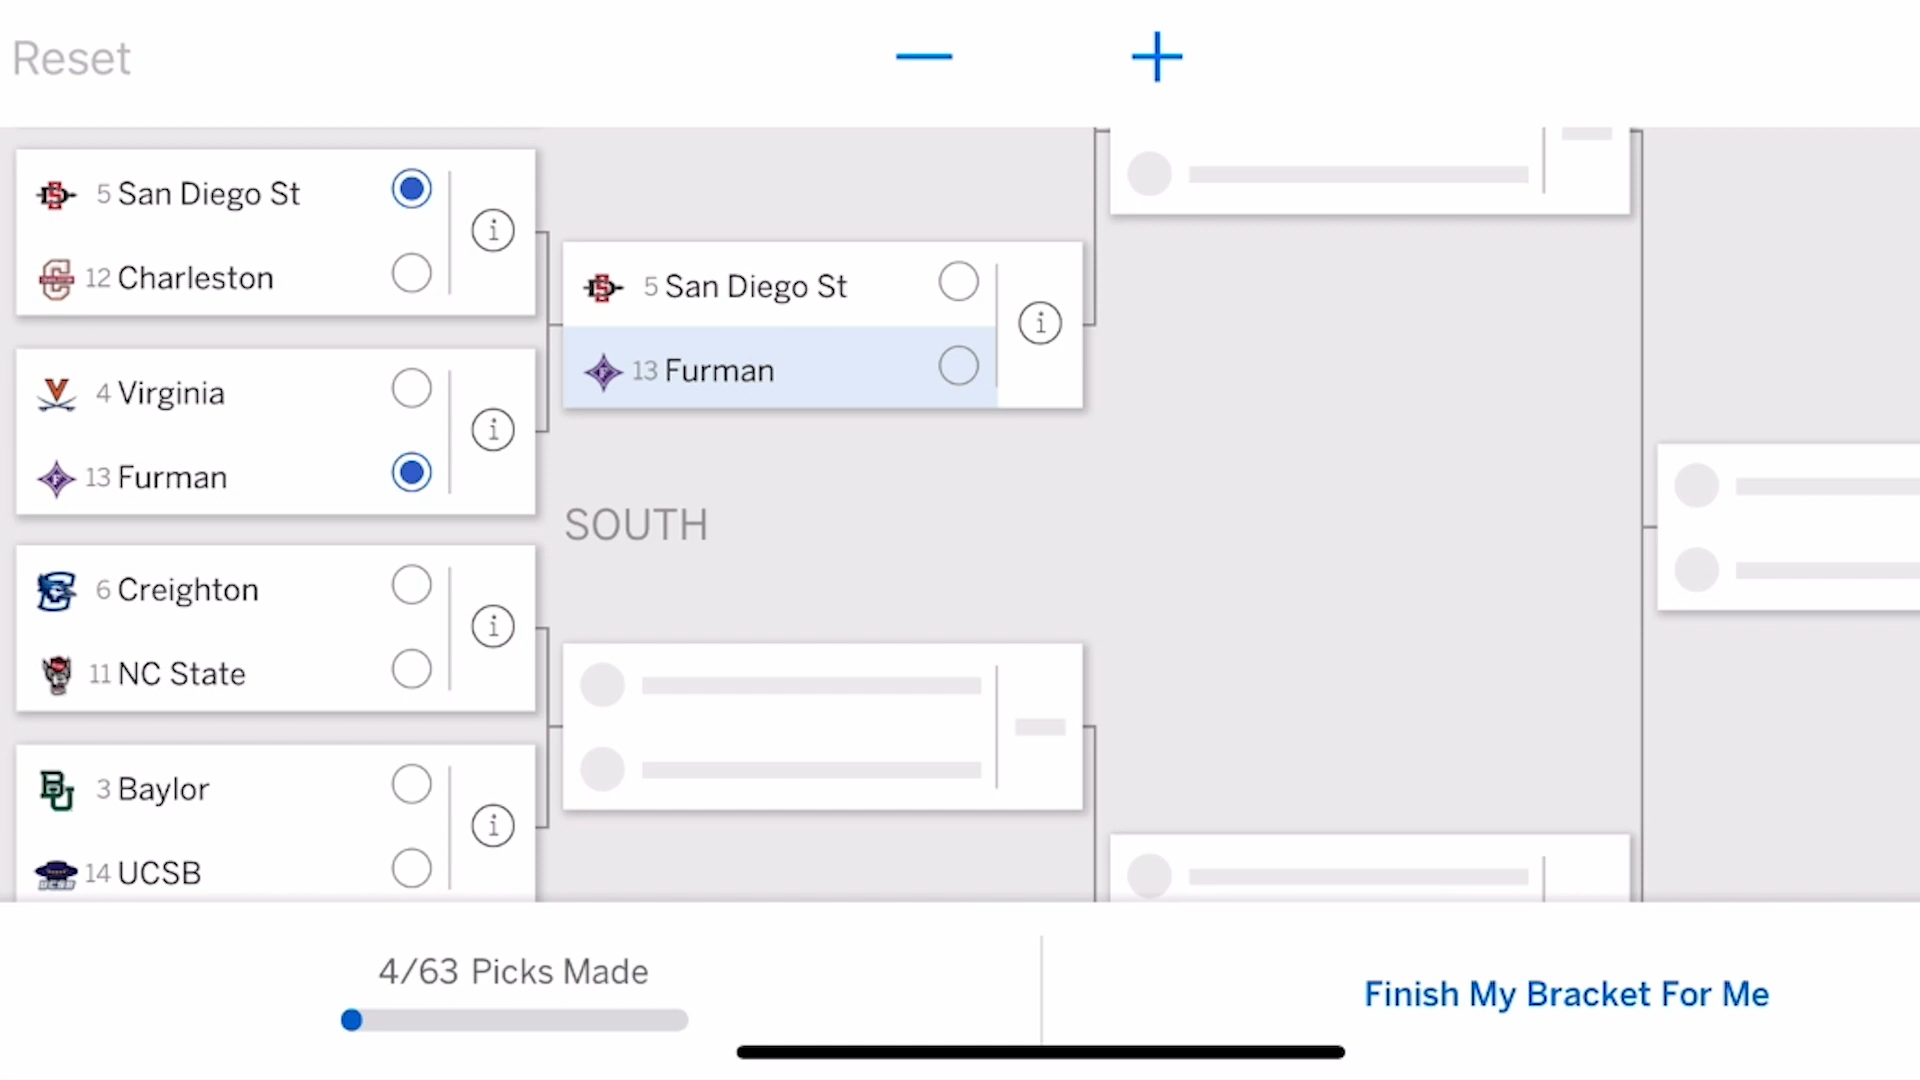 Reset
5 San Diego St
12 Charleston
4 Virginia
13 Furman
6 Creighton
11 NC State
3 Baylor
14 UCSB
5 San Diego St
13 Furman
SOUTH
4/63 Picks Made
Finish My Bracket For Me